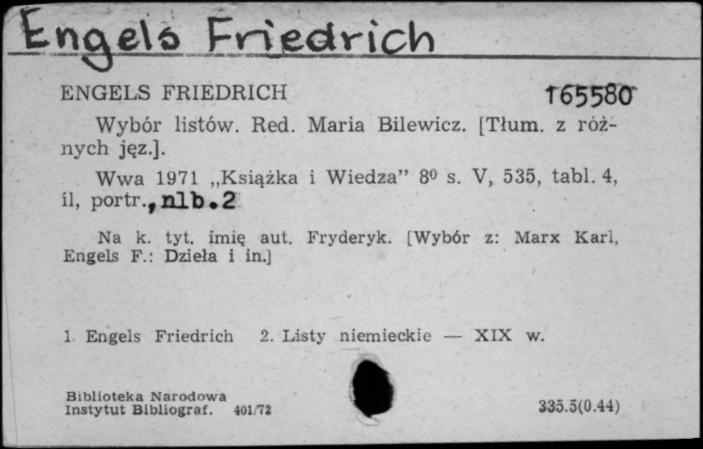 Engels Friedrich
ENGELS FRIEDRICH 165580
Wybór listów. Red. Maria Bilewicz. [Tłum. z róż-
nych jęz.].
Wwa 1971 „Książka i Wiedza” 8⁰ s. V, 535, tabl. 4,
il, portr., nlb. 2
Na k. tyt. imię aut. Fryderyk. [Wybór z: Marx Karl,
Engels F.: Dzieła i in.]
1. Engels Friedrich 2. Listy niemieckie — XIX w.
Biblioteka Narodowa
Instytut Bibliograf. 401/72 335.5(0.44)